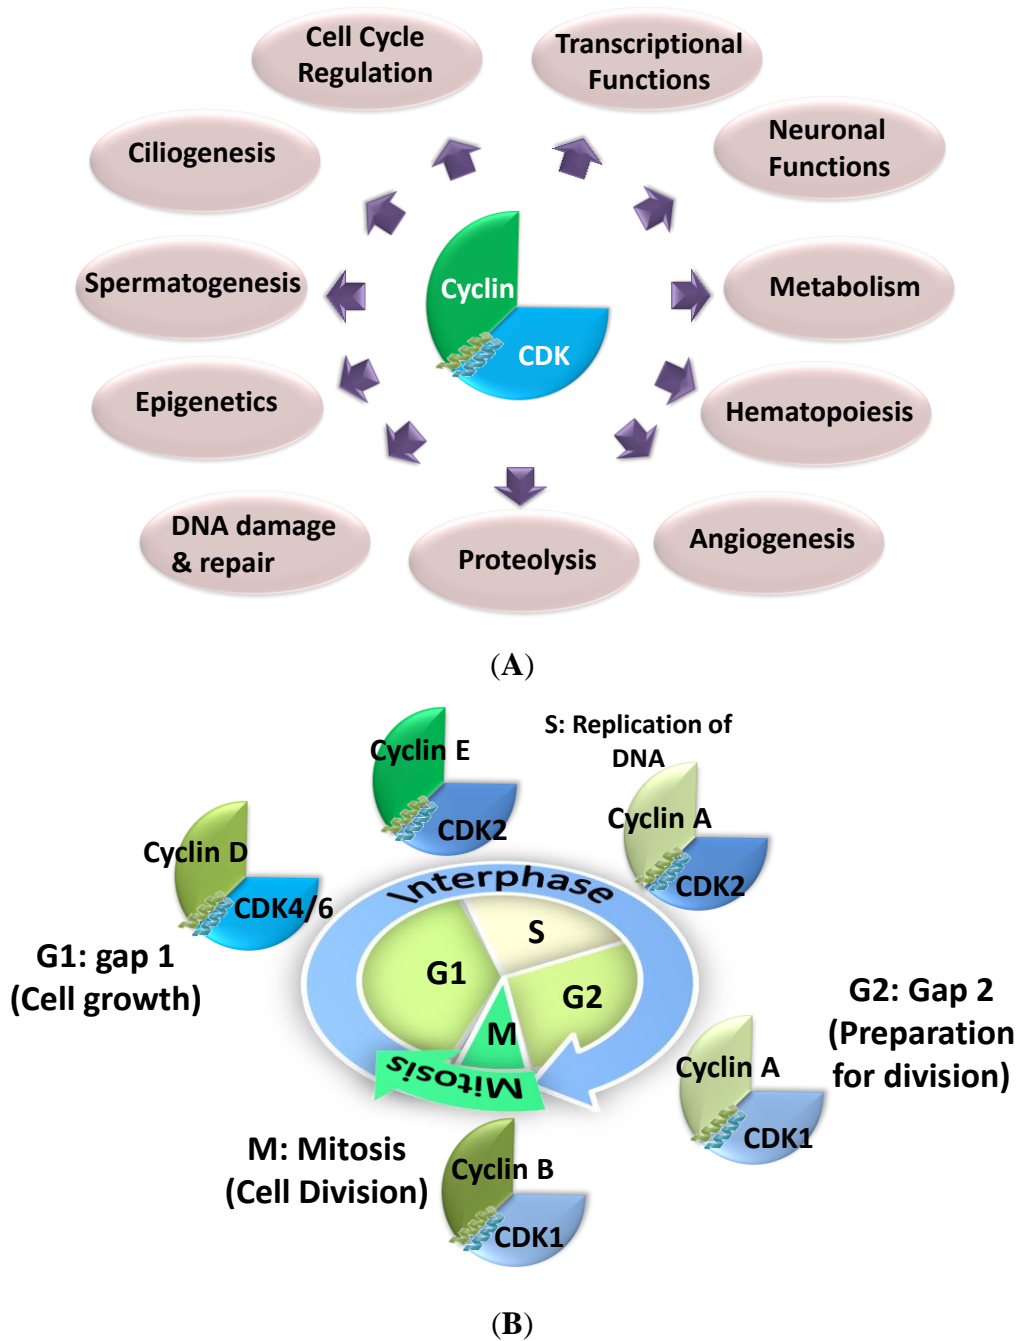 Cell Cycle
Regulation
Transcriptional
Functions
Ciliogenesis
Neuronal
Functions
Spermatogenesis
Cyclin
CDK
Metabolism
Epigenetics
Hematopoiesis
DNA damage
& repair
Proteolysis
Angiogenesis
(A)
Cyclin E
CDK2
S: Replication of
DNA
Cyclin A
CDK2
Cyclin D
CDK4/6
Interphase
G1: gap 1
(Cell growth)
S
G1
G2
M
Mitosis
G2: Gap 2
(Preparation
for division)
Cyclin A
CDK1
M: Mitosis
(Cell Division)
Cyclin B
CDK1
(B)